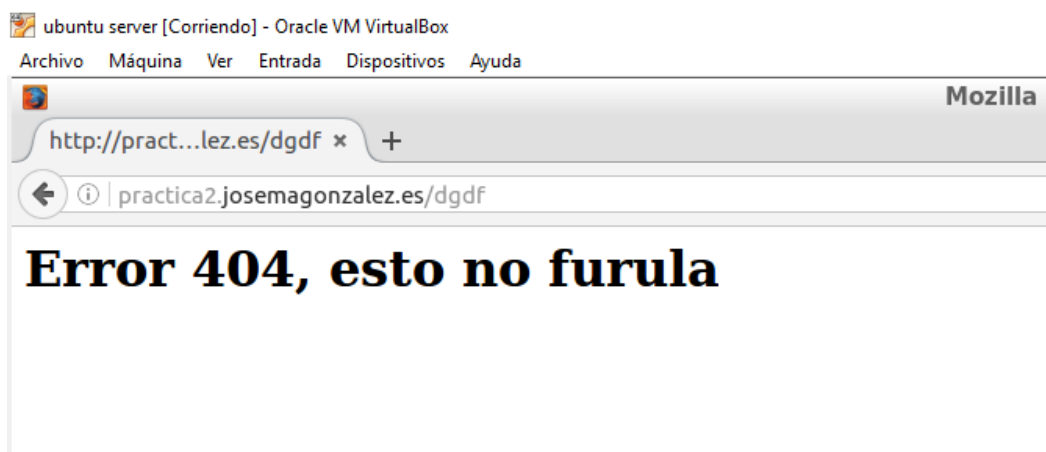 ubuntu server [Corriendo] - Oracle VM VirtualBox
Archivo Máquina Ver Entrada Dispositivos Ayuda
Mozilla
http://pract...lez.es/dgdf × +
practica2.josemagonzalez.es/dgdf
Error 404, esto no furula